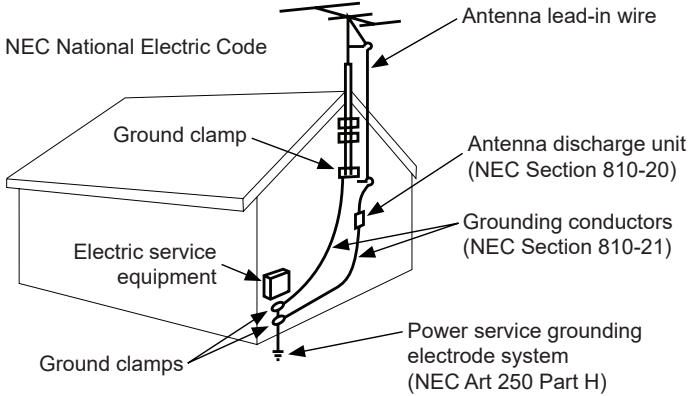 Antenna lead-in wire
NEC National Electric Code
Ground clamp
Antenna discharge unit
(NEC Section 810-20)
Grounding conductors
(NEC Section 810-21)
Electric service
equipment
Power service grounding
electrode system
(NEC Art 250 Part H)
Ground clamps